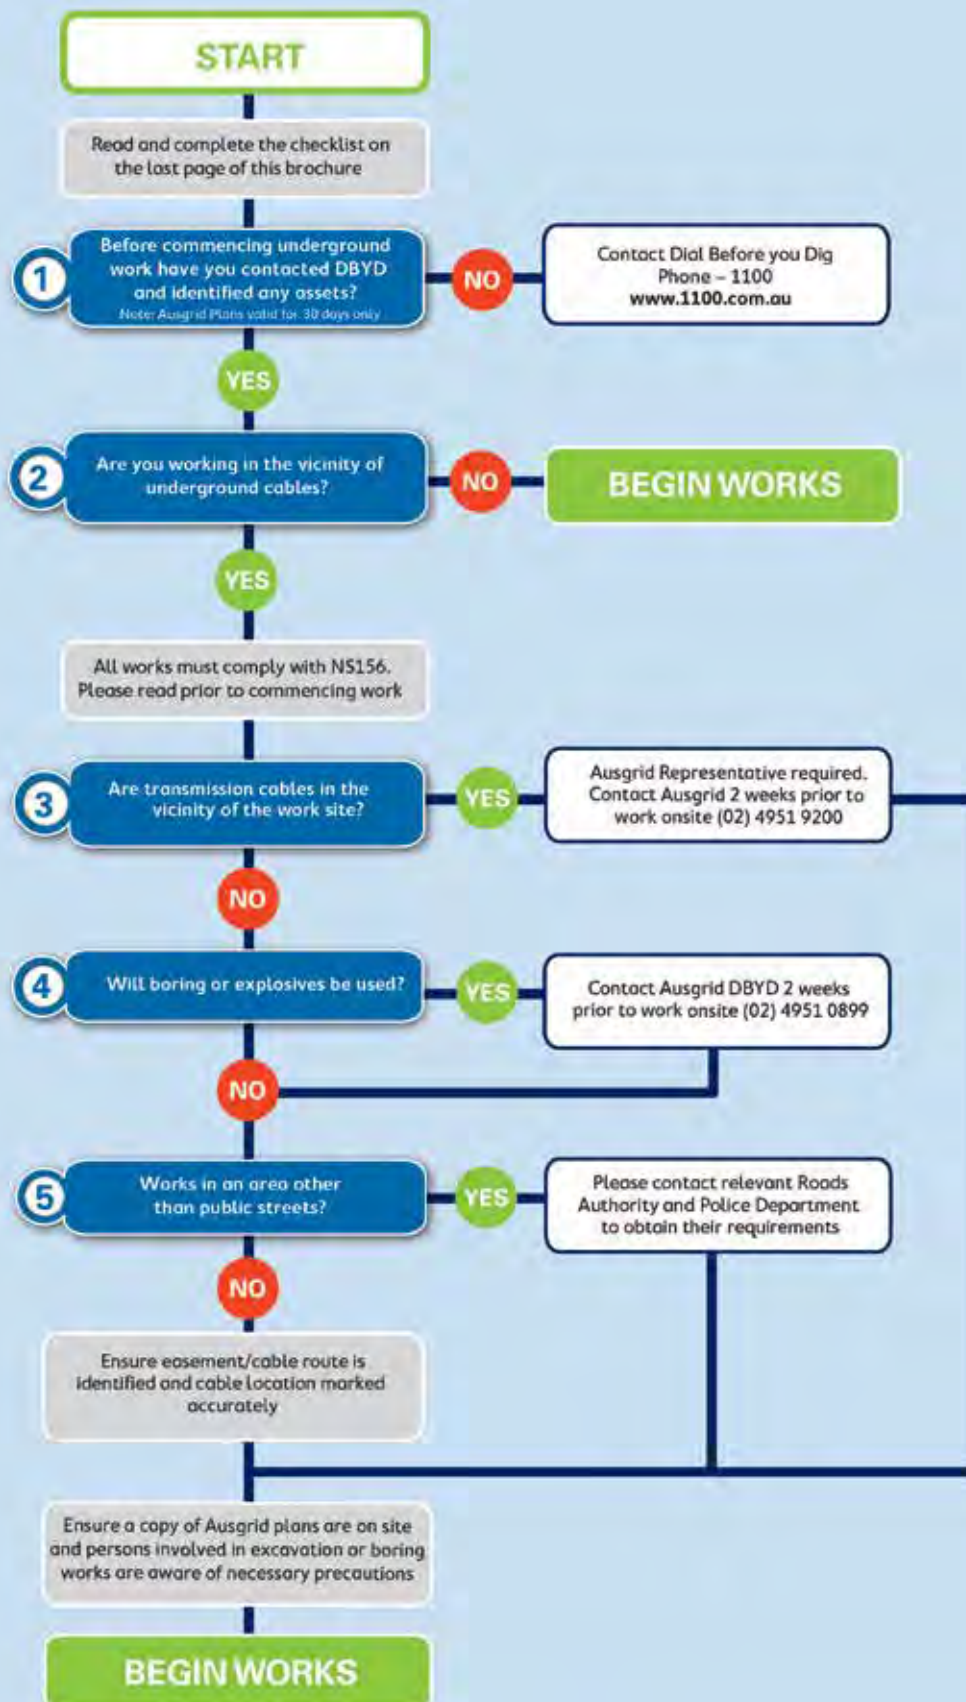 START
Read and complete the checklist on
the last page of this brochure
1
Before commencing underground
work have you contacted DBYD
and identified any assets?
Note: Ausgrid Plans valid for 30 days only
NO
Contact Dial Before you Dig
Phone – 1100
www.1100.com.au
YES
2
Are you working in the vicinity of
underground cables?
NO
BEGIN WORKS
YES
All works must comply with NS156.
Please read prior to commencing work
3
Are transmission cables in the
vicinity of the work site?
YES
Ausgrid Representative required.
Contact Ausgrid 2 weeks prior to
work onsite (02) 4951 9200
NO
4
Will boring or explosives be used?
YES
Contact Ausgrid DBYD 2 weeks
prior to work onsite (02) 4951 0899
NO
5
Works in an area other
than public streets?
YES
Please contact relevant Roads
Authority and Police Department
to obtain their requirements
NO
Ensure easement/cable route is
identified and cable location marked
accurately
Ensure a copy of Ausgrid plans are on site
and persons involved in excavation or boring
works are aware of necessary precautions
BEGIN WORKS